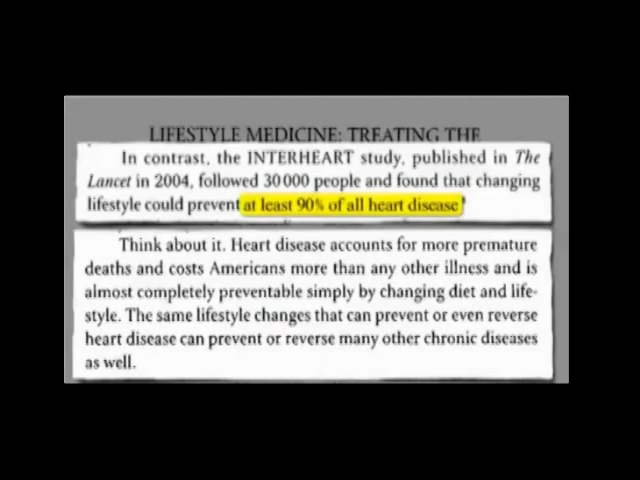 LIFESTYLE MEDICINE: TREATING THE
In contrast, the INTERHEART study, published in The
Lancet in 2004, followed 30 000 people and found that changing
lifestyle could prevent at least 90% of all heart disease
Think about it. Heart disease accounts for more premature
deaths and costs Americans more than any other illness and is
almost completely preventable simply by changing diet and life-
style. The same lifestyle changes that can prevent or even reverse
heart disease can prevent or reverse many other chronic diseases
as well.